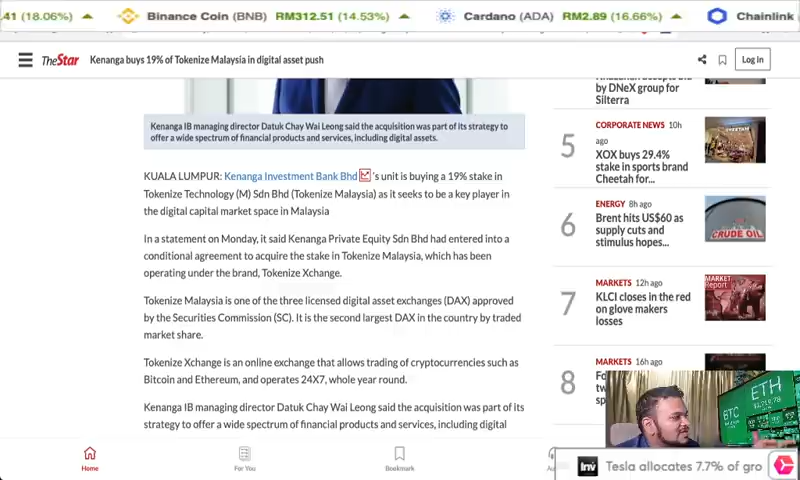 .41 (18.06%) Binance Coin (BNB) RM312.51 (14.53%) Cardano (ADA) RM2.89 (16.66%) Chainlink
TheStar Kenanga buys 19% of Tokenize Malaysia in digital asset push Log In
Kenanga IB managing director Datuk Chay Wai Leong said the acquisition was part of its strategy to
offer a wide spectrum of financial products and services, including digital assets.
KUALA LUMPUR: Kenanga Investment Bank Bhd 's unit is buying a 19% stake in
Tokenize Technology (M) Sdn Bhd (Tokenize Malaysia) as it seeks to be a key player in
the digital capital market space in Malaysia
In a statement on Monday, it said Kenanga Private Equity Sdn Bhd had entered into a
conditional agreement to acquire the stake in Tokenize Malaysia, which has been
operating under the brand, Tokenize Xchange.
Tokenize Malaysia is one of the three licensed digital asset exchanges (DAX) approved
by the Securities Commission (SC). It is the second largest DAX in the country by traded
market share.
Tokenize Xchange is an online exchange that allows trading of cryptocurrencies such as
Bitcoin and Ethereum, and operates 24X7, whole year round.
Kenanga IB managing director Datuk Chay Wai Leong said the acquisition was part of its
strategy to offer a wide spectrum of financial products and services, including digital
by DNeX group for
Silterra
5
CORPORATE NEWS 10h
ago
XOX buys 29.4%
stake in sports brand
Cheetah for...
CHEETAH
6
ENERGY 8h ago
Brent hits US$60 as
supply cuts and
stimulus hopes...
CRUDE OIL
7
MARKETS 12h ago
KLCI closes in the red
on glove makers
losses
MARKET
Report
8
MARKETS 16h ago
ETH
BTC
Home
For You
Bookmark
Inv Tesla allocates 7.7% of gro